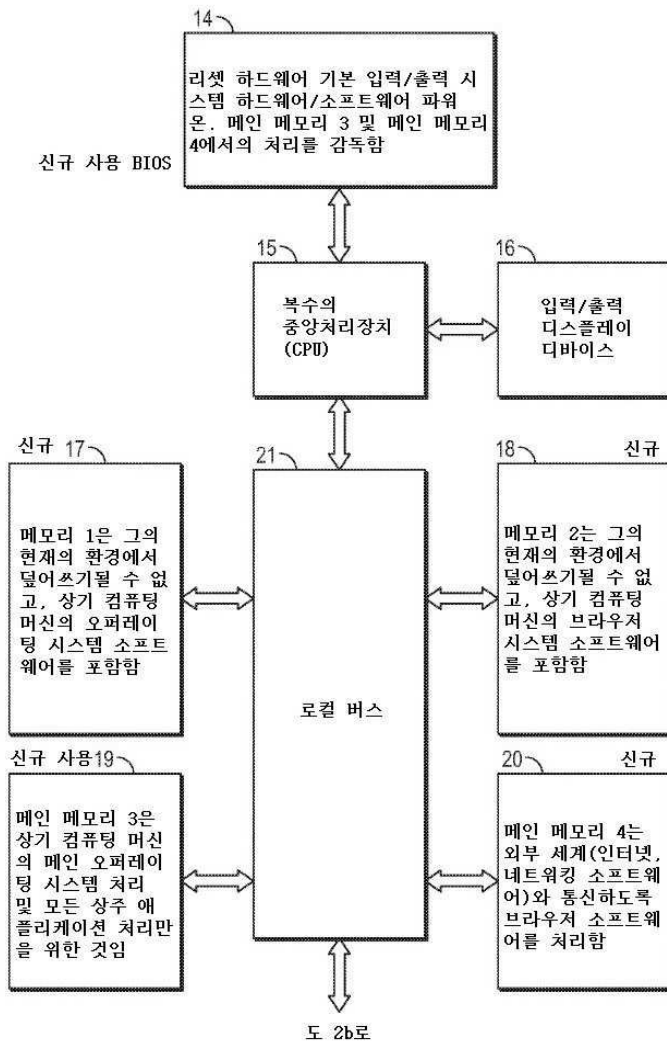 14
리셋 하드웨어 기본 입력/출력 시
스템 하드웨어/소프트웨어 파워
온. 메인 메모리 3 및 메인 메모리
4에서의 처리를 감독함
신규 사용 BIOS
15
복수의
중앙처리장치
(CPU)
16
입력/출력
디스플레이
디바이스
신규
17
메모리 1은 그의
현재의 환경에서
덮어쓰기될 수 없
고, 상기 컴퓨팅
머신의 오퍼레이
팅 시스템 소프트
웨어를 포함함
21
로컬 버스
18
신규
메모리 2는 그의
현재의 환경에서
덮어쓰기될 수 없
고, 상기 컴퓨팅
머신의 브라우저
시스템 소프트웨어
를 포함함
신규 사용 19
메인 메모리 3은
상기 컴퓨팅 머신
의 메인 오퍼레이
팅 시스템 처리
및 모든 상주 애
플리케이션 처리만
을 위한 것임
20
신규
메인 메모리 4는
외부 세계(인터넷,
네트워킹 소프트웨
어)와 통신하도록
브라우저 소프트웨
어를 처리함
도 2b로